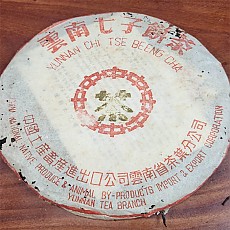 雲南七子餅茶
YUNNAN CHI TSE BEENG CHA
茶
中國土產畜產進出口公司雲南省茶葉分公司
NATIONAL NATIVE PRODUCE & ANIMAL BY-PRODUCTS IMPORT & EXPORT CORPORATION
YUNNAN TEA BRANCH